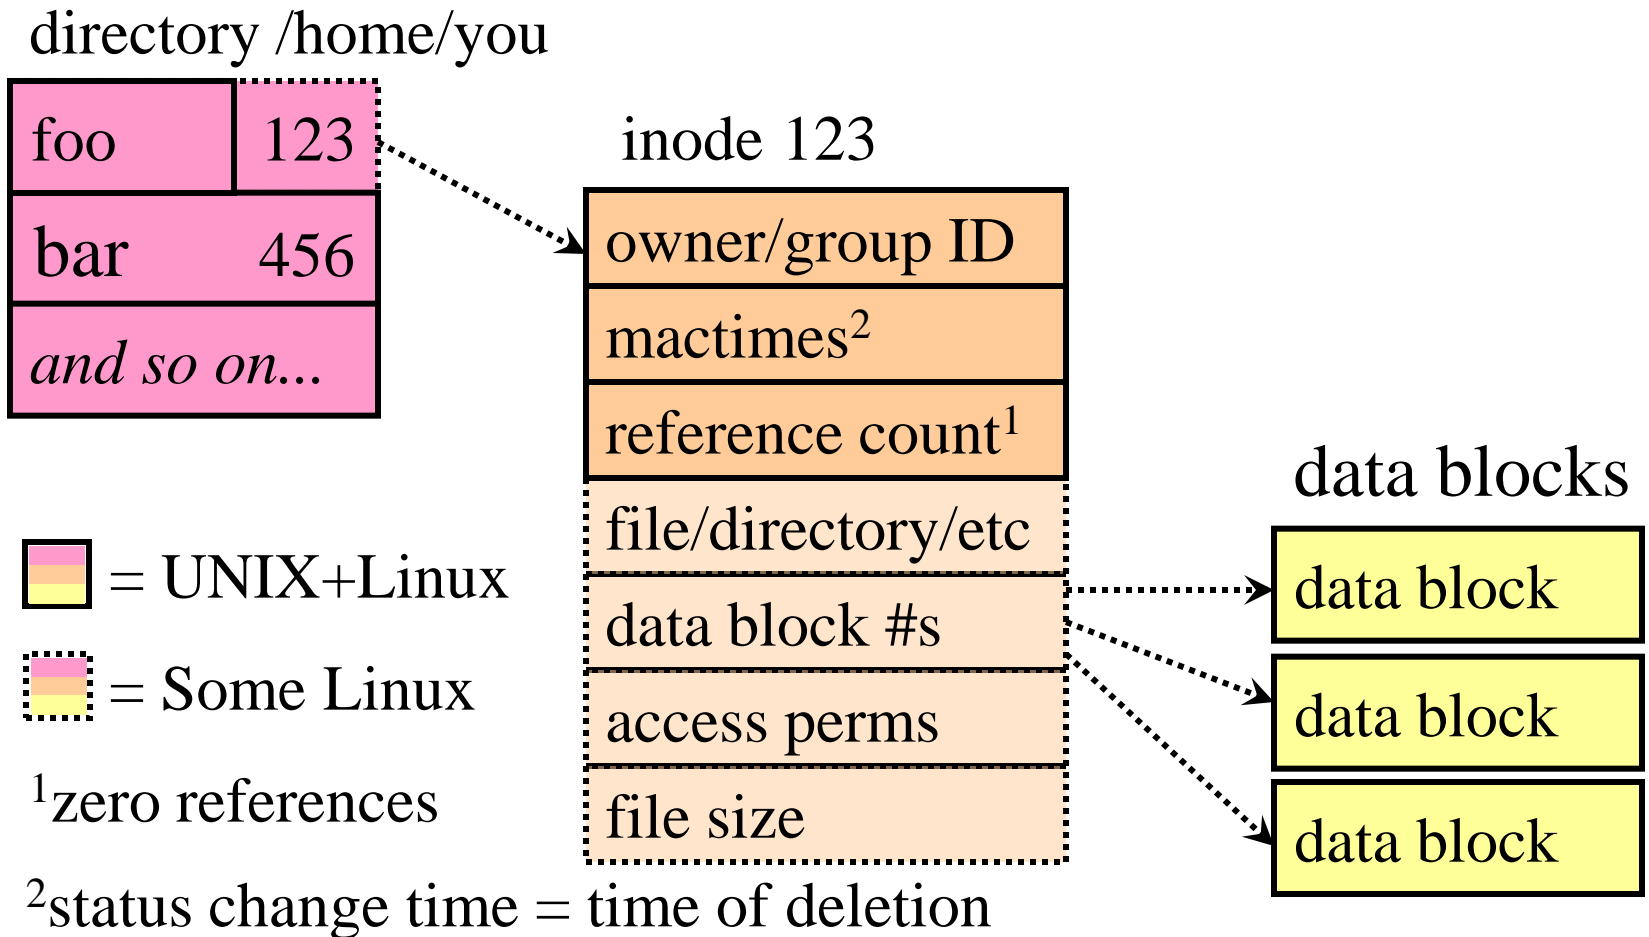 directory /home/you
foo 123
bar 456
and so on...
inode 123
owner/group ID
mactimes²
reference count¹
file/directory/etc
data block #s
access perms
file size
data blocks
data block
data block
data block
= UNIX+Linux
= Some Linux
¹zero references
²status change time = time of deletion